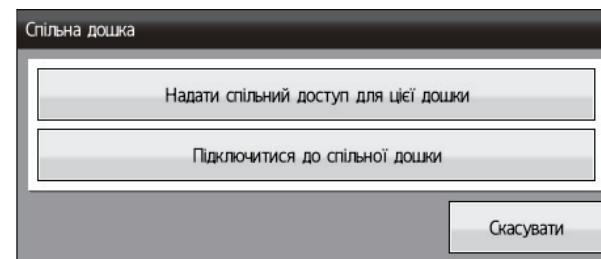 Спільна дошка
Надати спільний доступ для цієї дошки
Підключитися до спільної дошки
Скасувати